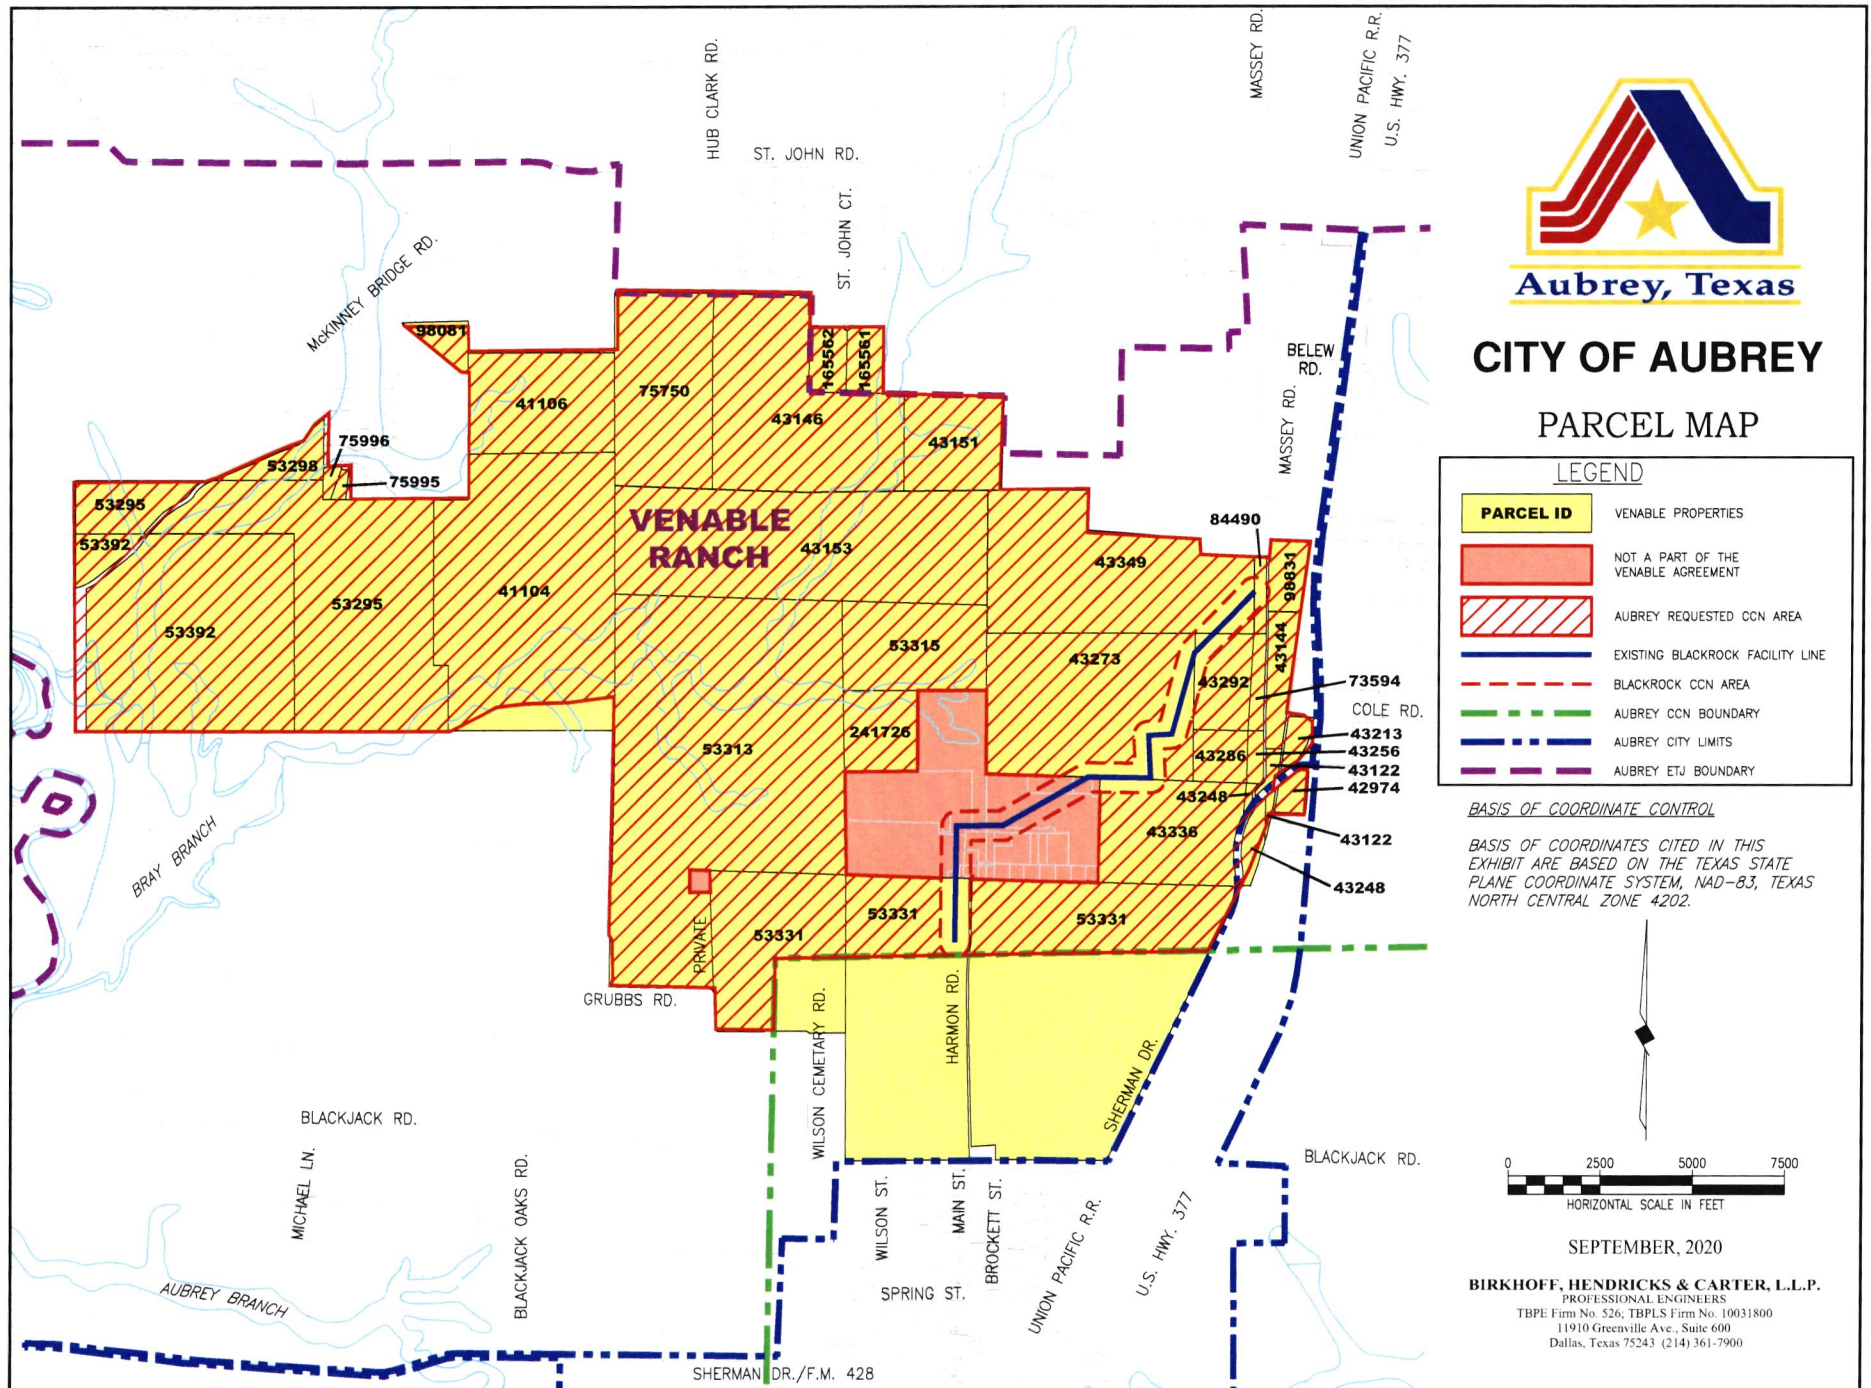 HUB CLARK RD.
ST. JOHN RD.
ST. JOHN CT.
MASSEY RD.
UNION PACIFIC R.R.
U.S. HWY. 377
McKINNEY BRIDGE RD.
BELEW
RD.
MASSEY RD.
98081
41106
75750
43146
165562
165561
43151
75996
75995
53298
53295
53392
VENABLE
RANCH
43153
84490
43349
98831
41104
53295
53392
53315
43273
43144
43292
73594
COLE RD.
43213
43256
43122
42974
241726
53313
43286
43248
43336
43122
43248
53331
53331
53331
PRIVATE
GRUBBS RD.
BRAY BRANCH
WILSON CEMETARY RD.
HARMON RD.
SHERMAN DR.
BLACKJACK RD.
MICHAEL LN.
BLACKJACK OAKS RD.
BLACKJACK RD.
WILSON ST.
MAIN ST.
BROCKETT ST.
SPRING ST.
UNION PACIFIC R.R.
U.S. HWY. 377
AUBREY BRANCH
SHERMAN DR./F.M. 428
Aubrey, Texas
CITY OF AUBREY
PARCEL MAP
LEGEND
PARCEL ID VENABLE PROPERTIES
NOT A PART OF THE
VENABLE AGREEMENT
AUBREY REQUESTED CCN AREA
EXISTING BLACKROCK FACILITY LINE
BLACKROCK CCN AREA
AUBREY CCN BOUNDARY
AUBREY CITY LIMITS
AUBREY ETJ BOUNDARY
BASIS OF COORDINATE CONTROL
BASIS OF COORDINATES CITED IN THIS
EXHIBIT ARE BASED ON THE TEXAS STATE
PLANE COORDINATE SYSTEM, NAD-83, TEXAS
NORTH CENTRAL ZONE 4202.
0 2500 5000 7500
HORIZONTAL SCALE IN FEET
SEPTEMBER, 2020
BIRKHOFF, HENDRICKS & CARTER, L.L.P.
PROFESSIONAL ENGINEERS
TBPE Firm No. 526; TBPLS Firm No. 10031800
11910 Greenville Ave., Suite 600
Dallas, Texas 75243 (214) 361-7900